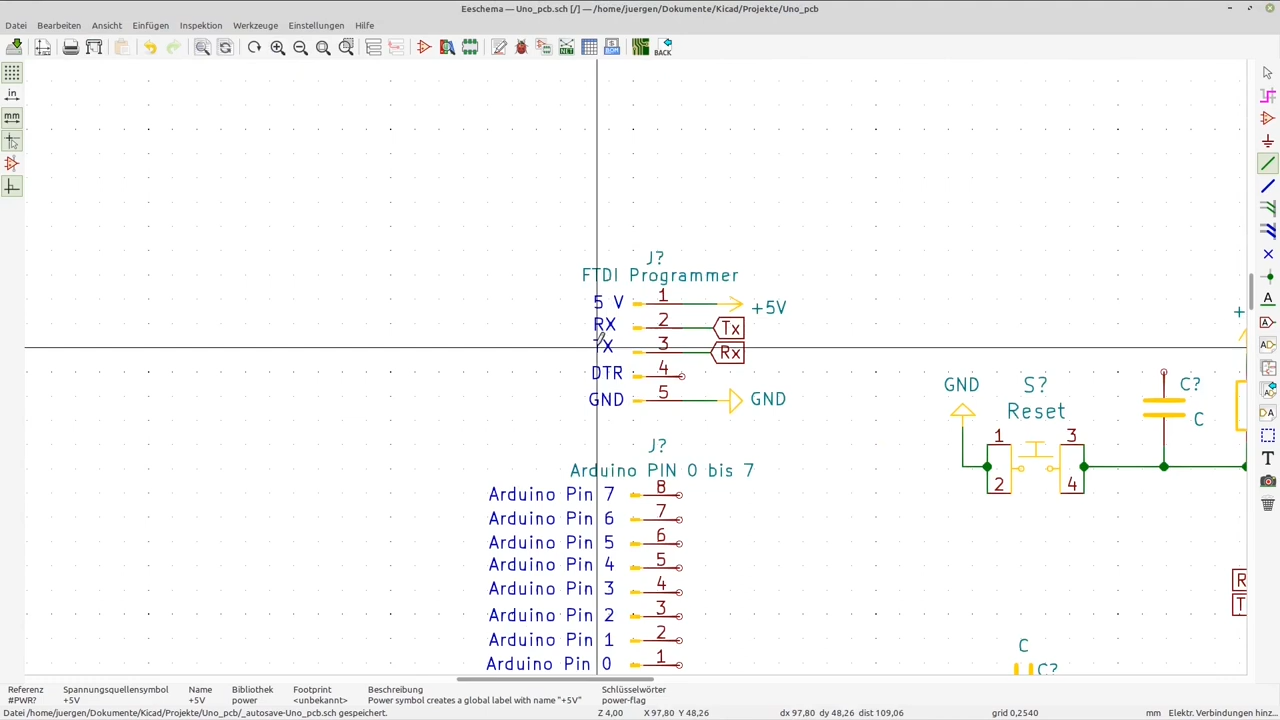 Eeschema — Uno_pcb.sch [/] — /home/juergen/Dokumente/Kicad/Projekte/Uno_pcb
Datei Bearbeiten Ansicht Einfügen Inspektion Werkzeuge Einstellungen Hilfe
NET
BOM
BACK
in
mm
A
A
A
DA
T
J?
FTDI Programmer
5 V 1 +5V
RX 2 Tx
TX 3 Rx
DTR 4
GND 5 GND
GND S? C?
Reset C
1 3
2 4
+
J?
Arduino PIN 0 bis 7
Arduino Pin 7 8
Arduino Pin 6 7
Arduino Pin 5 6
Arduino Pin 4 5
Arduino Pin 3 4
Arduino Pin 2 3
Arduino Pin 1 2
Arduino Pin 0 1
R
T
C
C?
Referenz Spannungsquellensymbol Name Bibliothek Footprint Beschreibung Schlüsselwörter
#PWR? +5V +5V power <unbekannt> Power symbol creates a global label with name "+5V" power-flag
Datei /home/juergen/Dokumente/Kicad/Projekte/Uno_pcb/_autosave-Uno_pcb.sch gespeichert. Z 4,00 X 97,80 Y 48,26 dx 97,80 dy 48,26 dist 109,06 grid 0,2540 mm Elektr. Verbindungen hinz...